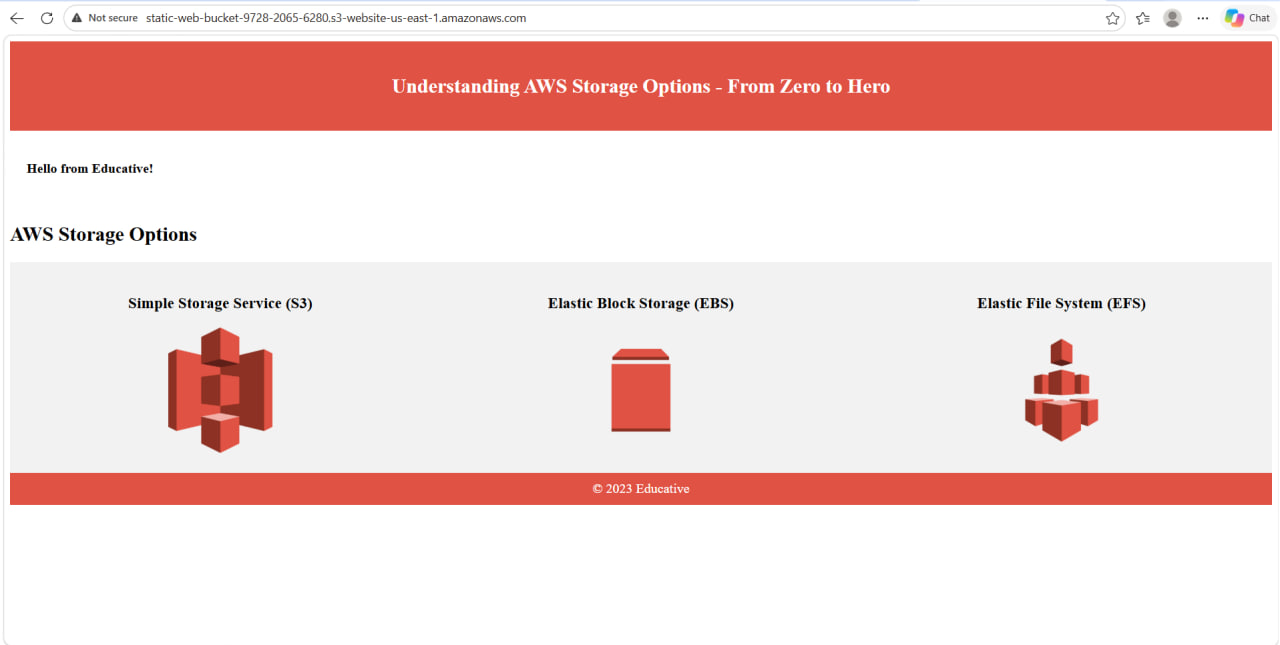 Not secure static-web-bucket-9728-2065-6280.s3-website-us-east-1.amazonaws.com Chat
Understanding AWS Storage Options - From Zero to Hero
Hello from Educative!
AWS Storage Options
Simple Storage Service (S3) Elastic Block Storage (EBS) Elastic File System (EFS)
© 2023 Educative